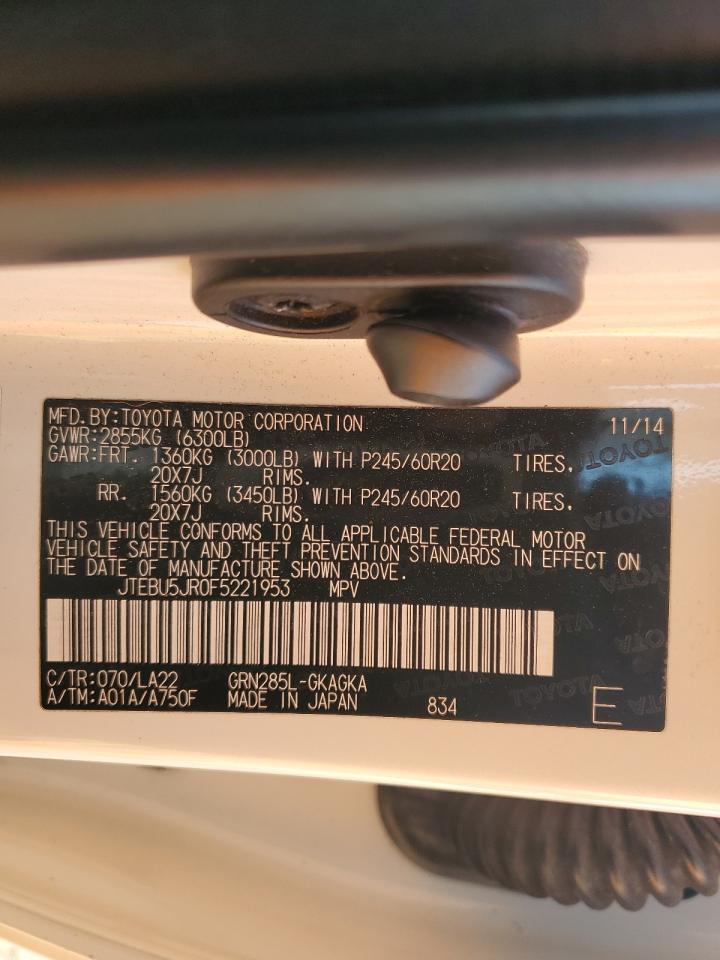 MFD.BY:TOYOTA MOTOR CORPORATION 11/14
GVWR:2855KG (6300LB)
GAWR:FRT. 1360KG (3000LB) WITH P245/60R20 TIRES,
20X7J RIMS.
RR. 1560KG (3450LB) WITH P245/60R20 TIRES,
20X7J RIMS.
THIS VEHICLE CONFORMS TO ALL APPLICABLE FEDERAL MOTOR
VEHICLE SAFETY AND THEFT PREVENTION STANDARDS IN EFFECT ON
THE DATE OF MANUFACTURE SHOWN ABOVE.
JTEBU5JR0F5221953 MPV
C/TR:070/LA22 GRN285L-GKAGKA
A/TM:A01A/A750F MADE IN JAPAN 834 E
TOYOTA
TOYOTA
TOYOTA